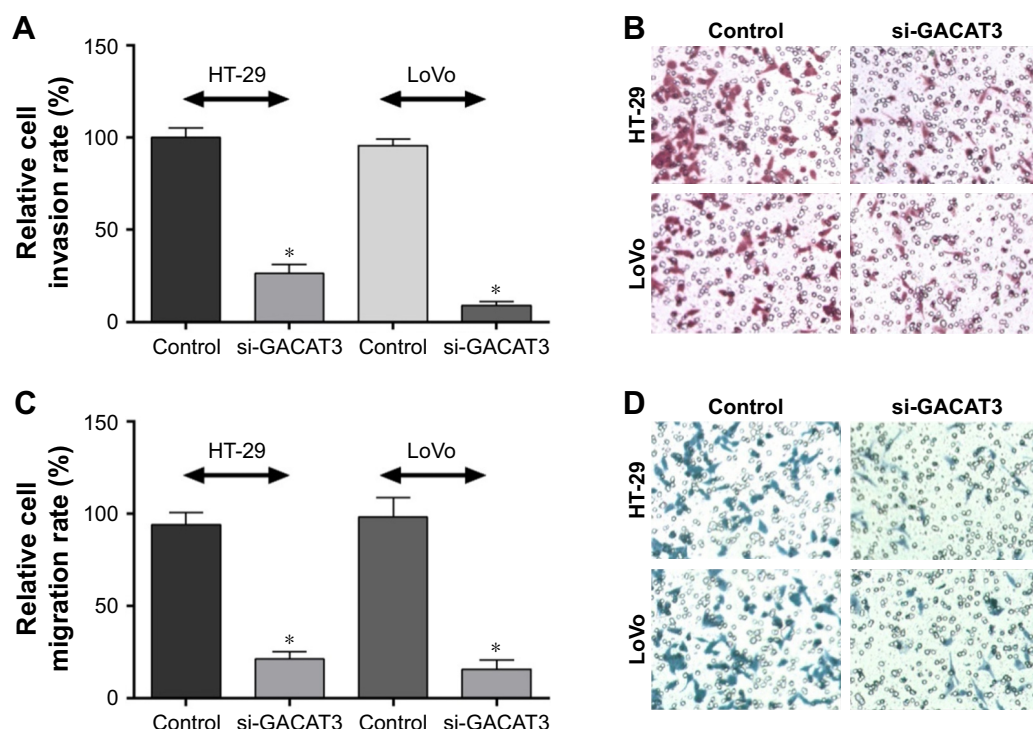 A
Relative cell
invasion rate (%)
150
100
50
0
HT-29
LoVo
*
*
Control si-GACAT3 Control si-GACAT3
B
Control si-GACAT3
HT-29
LoVo
C
Relative cell
migration rate (%)
150
100
50
0
HT-29
LoVo
*
*
Control si-GACAT3 Control si-GACAT3
D
Control si-GACAT3
HT-29
LoVo